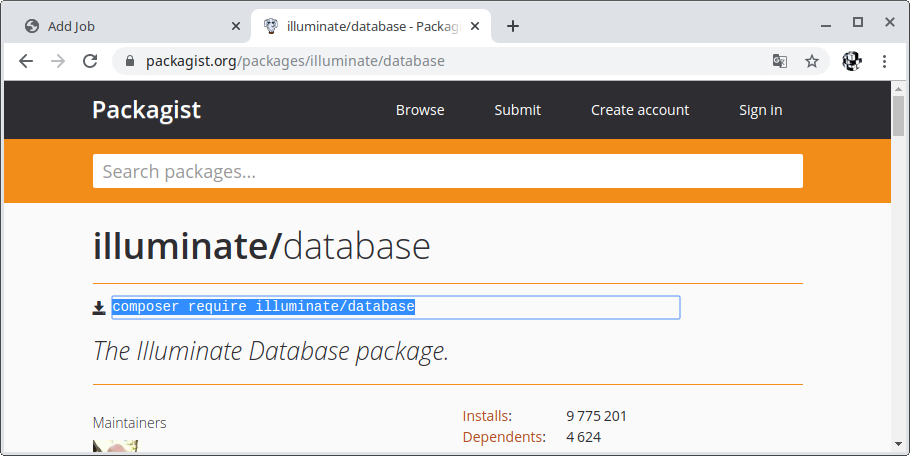 Add Job
illuminate/database - Packag
packagist.org/packages/illuminate/database
Packagist Browse Submit Create account Sign in
Search packages...
illuminate/database
composer require illuminate/database
The Illuminate Database package.
Maintainers
Installs: 9 775 201
Dependents: 4 624